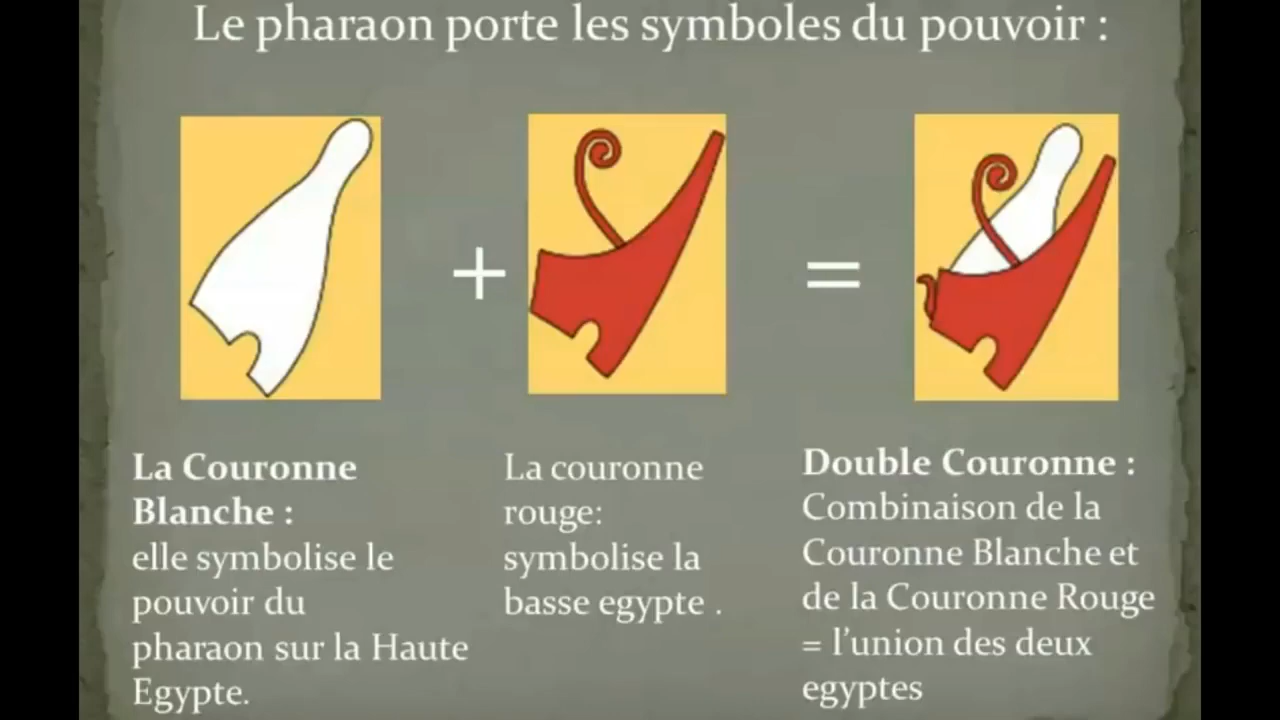 Le pharaon porte les symboles du pouvoir :
+
=
La Couronne
Blanche :
elle symbolise le
pouvoir du
pharaon sur la Haute
Egypte.
La couronne
rouge:
symbolise la
basse egypte .
Double Couronne :
Combinaison de la
Couronne Blanche et
de la Couronne Rouge
= l’union des deux
egyptes